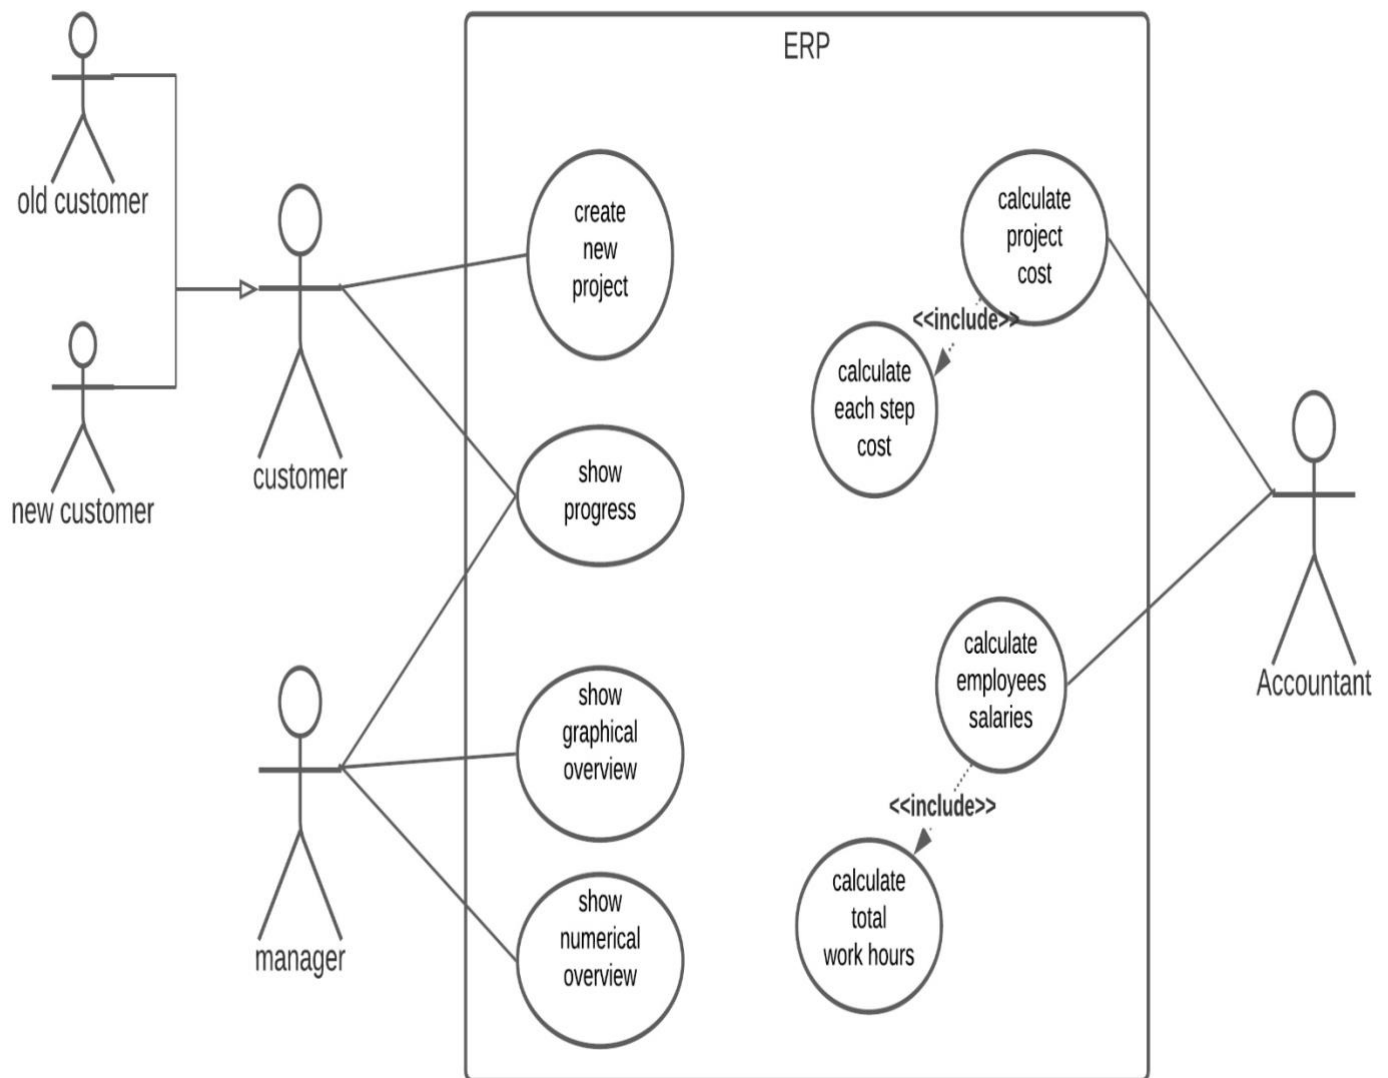 ERP
old customer
new customer
customer
manager
create
new
project
show
progress
show
graphical
overview
show
numerical
overview
calculate
project
cost
<<include>>
calculate
each step
cost
calculate
employees
salaries
<<include>>
calculate
total
work hours
Accountant